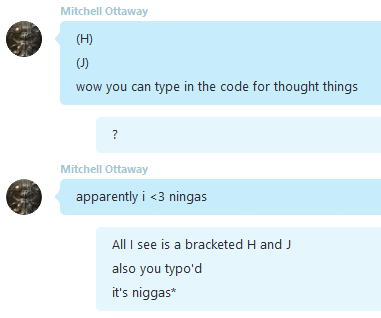 Mitchell Ottaway
(H)
(J)
wow you can type in the code for thought things
?
Mitchell Ottaway
apparently i <3 ningas
All I see is a bracketed H and J
also you typo'd
it's niggas*